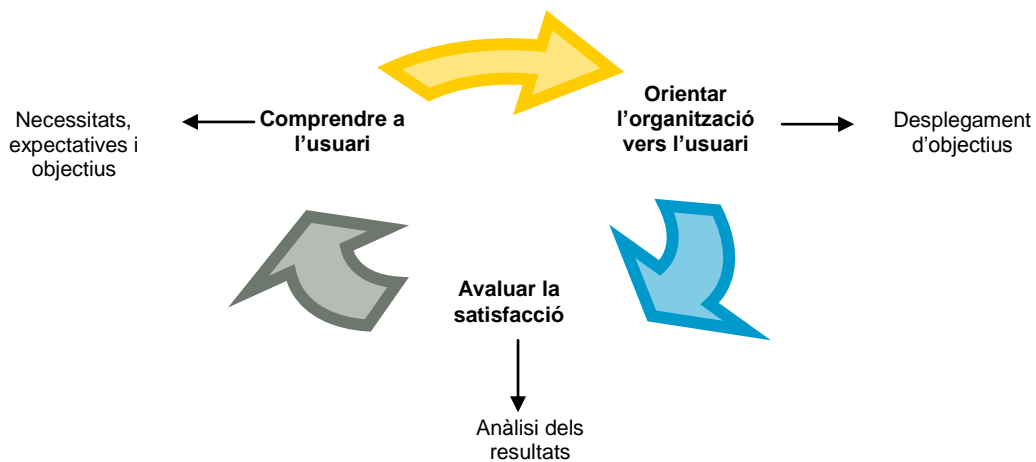 Necessitats,
expectatives i
objectius
Comprendre a
l’usuari
Orientar
l’organització
vers l’usuari
Desplegament
d’objectius
Avaluar la
satisfacció
Anàlisi dels
resultats